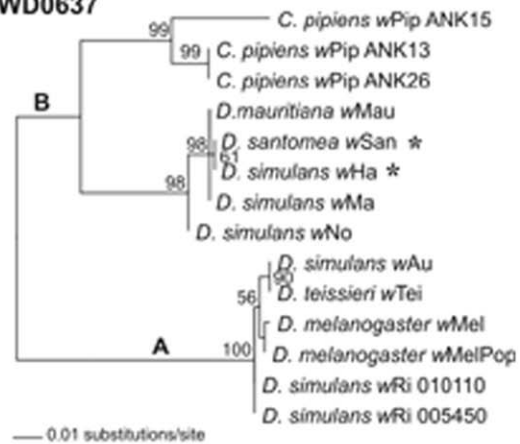 WD0637
99
C. pipiens wPip ANK15
99
C. pipiens wPip ANK13
C. pipiens wPip ANK26
B
D.mauritiana wMau
98
D. santomea wSan *
61
D. simulans wHa *
98
D. simulans wMa
D. simulans wNo
D. simulans wAu
90
D. teissieri wTei
56
D. melanogaster wMel
A
100
D. melanogaster wMelPop
D. simulans wRi 010110
D. simulans wRi 005450
0.01 substitutions/site